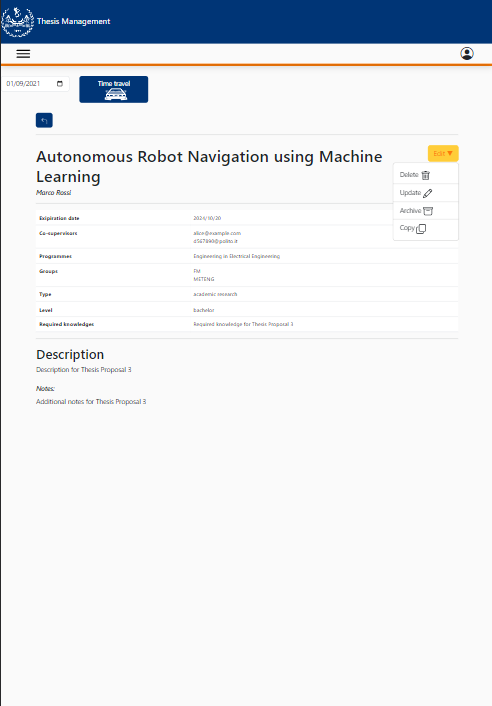 Thesis Management
01/09/2021
Time travel
Autonomous Robot Navigation using Machine
Learning
Marco Rossi
Edit ▼
Delete
Update
Archive
Copy
Expiration date 2024/10/20
Co-supervisors alice@example.com
d567890@polito.it
Programmes Engineering in Electrical Engineering
Groups FM
METENG
Type academic research
Level bachelor
Required knowledges Required knowledge for Thesis Proposal 3
Description
Description for Thesis Proposal 3
Notes:
Additional notes for Thesis Proposal 3